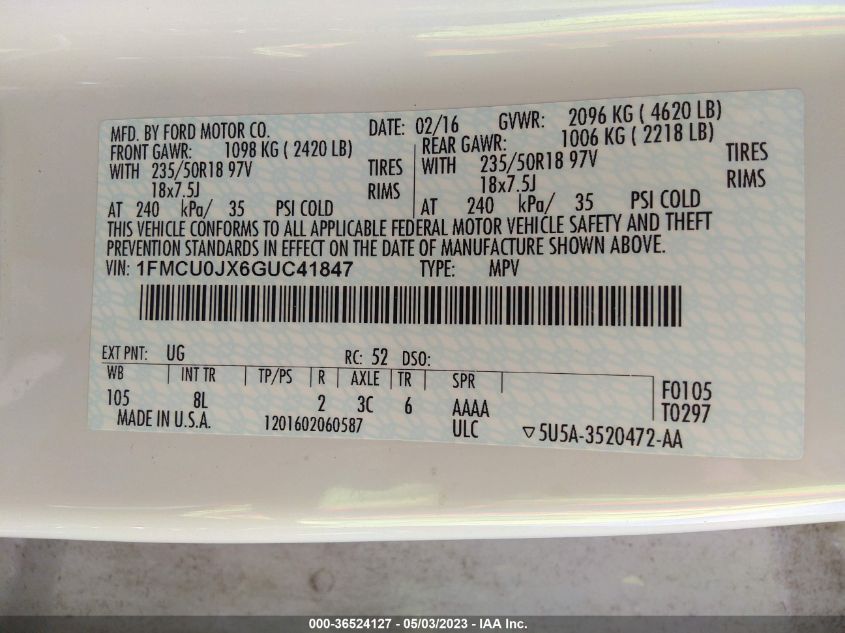 MFD. BY FORD MOTOR CO. DATE: 02/16 GVWR: 2096 KG ( 4620 LB)
FRONT GAWR: 1098 KG ( 2420 LB) REAR GAWR: 1006 KG ( 2218 LB)
WITH 235/50R18 97V TIRES WITH 235/50R18 97V TIRES
18x7.5J RIMS 18x7.5J RIMS
AT 240 kPa/ 35 PSI COLD AT 240 kPa/ 35 PSI COLD
THIS VEHICLE CONFORMS TO ALL APPLICABLE FEDERAL MOTOR VEHICLE SAFETY AND THEFT
PREVENTION STANDARDS IN EFFECT ON THE DATE OF MANUFACTURE SHOWN ABOVE.
VIN: 1FMCU0JX6GUC41847 TYPE: MPV
EXT PNT: UG RC: 52 DSO:
WB INT TR TP/PS R AXLE TR SPR F0105
105 8L 2 3C 6 AAAA T0297
MADE IN U.S.A. 1201602060587 ULC ▽5U5A-3520472-AA
000-36524127 - 05/03/2023 - IAA Inc.